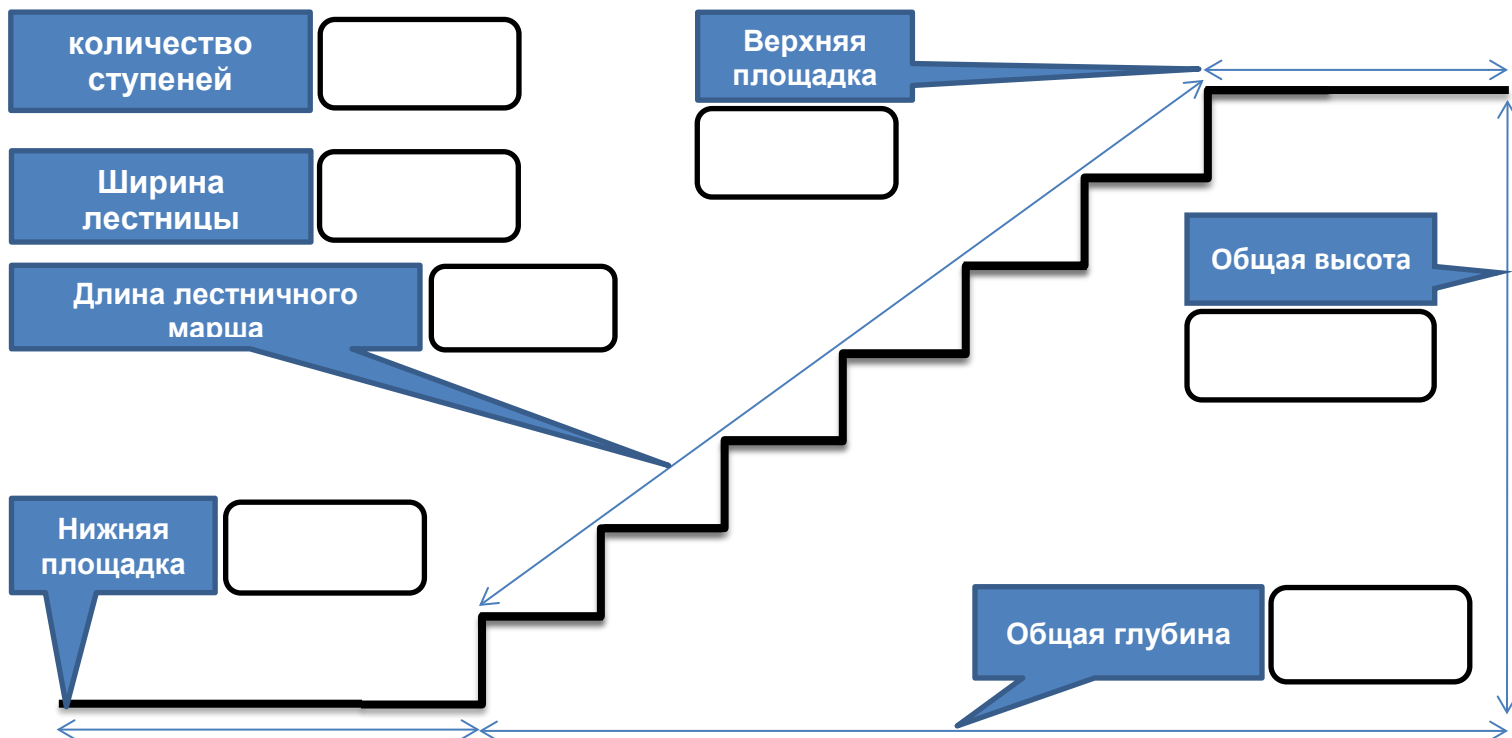 количество
ступеней
Верхняя
площадка
Ширина
лестницы
Общая высота
Длина лестничного
марша
Нижняя
площадка
Общая глубина